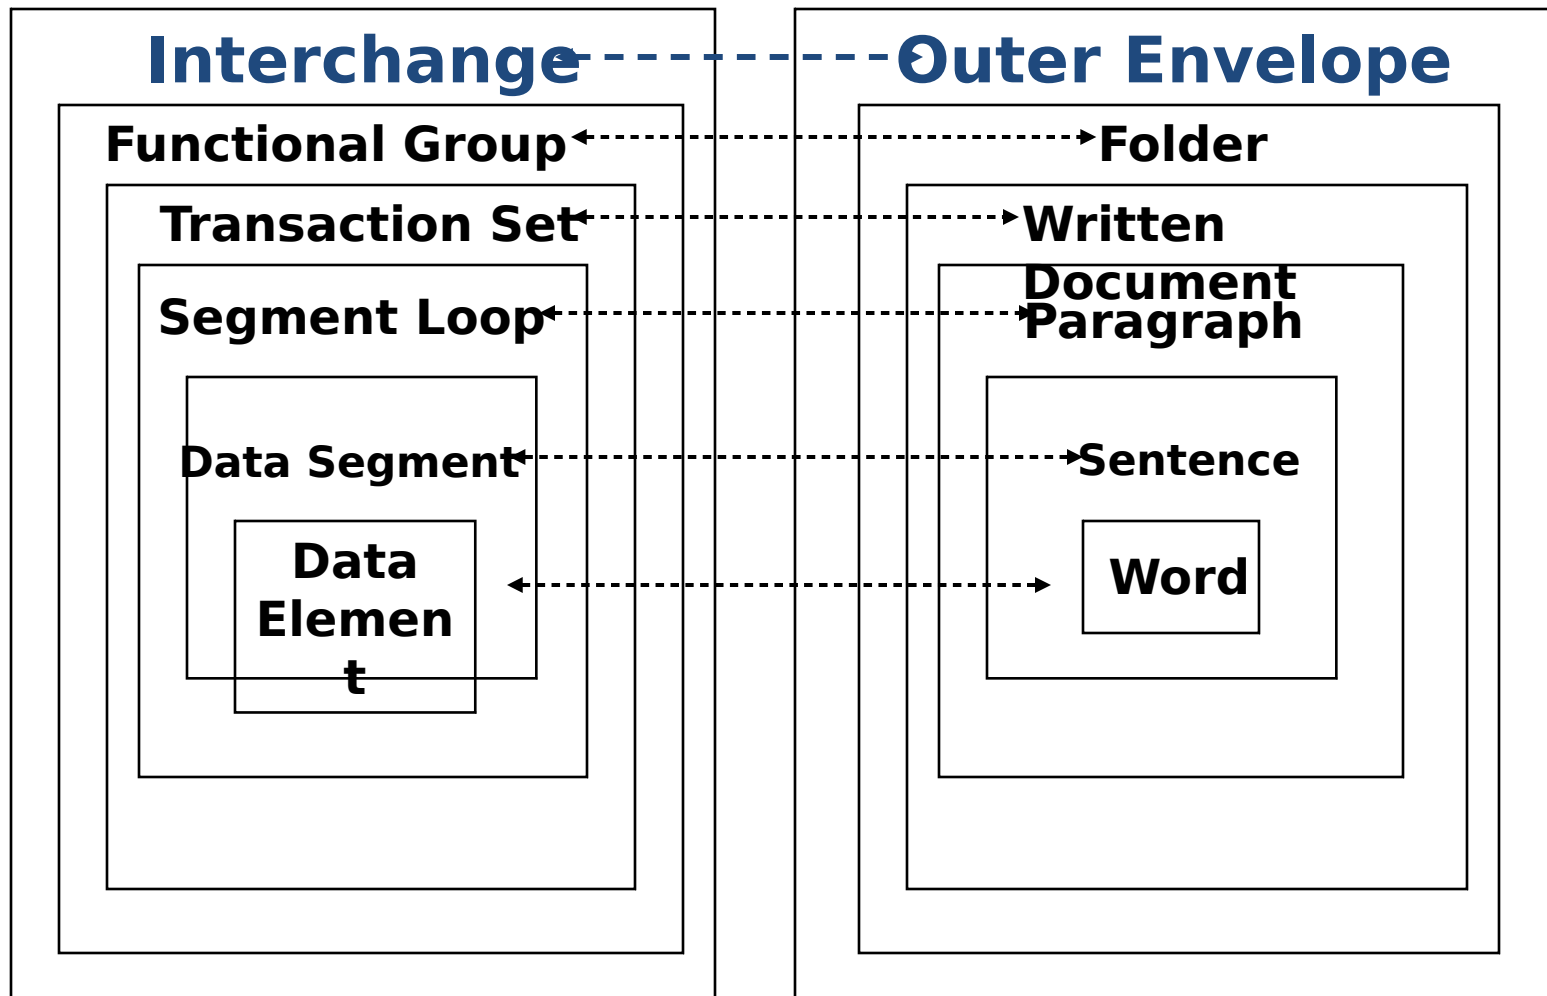 Interchange
Outer Envelope
Functional Group
Folder
Transaction Set
Written
Document
Segment Loop
Paragraph
Data Segment
Sentence
Data
Elemen
t
Word